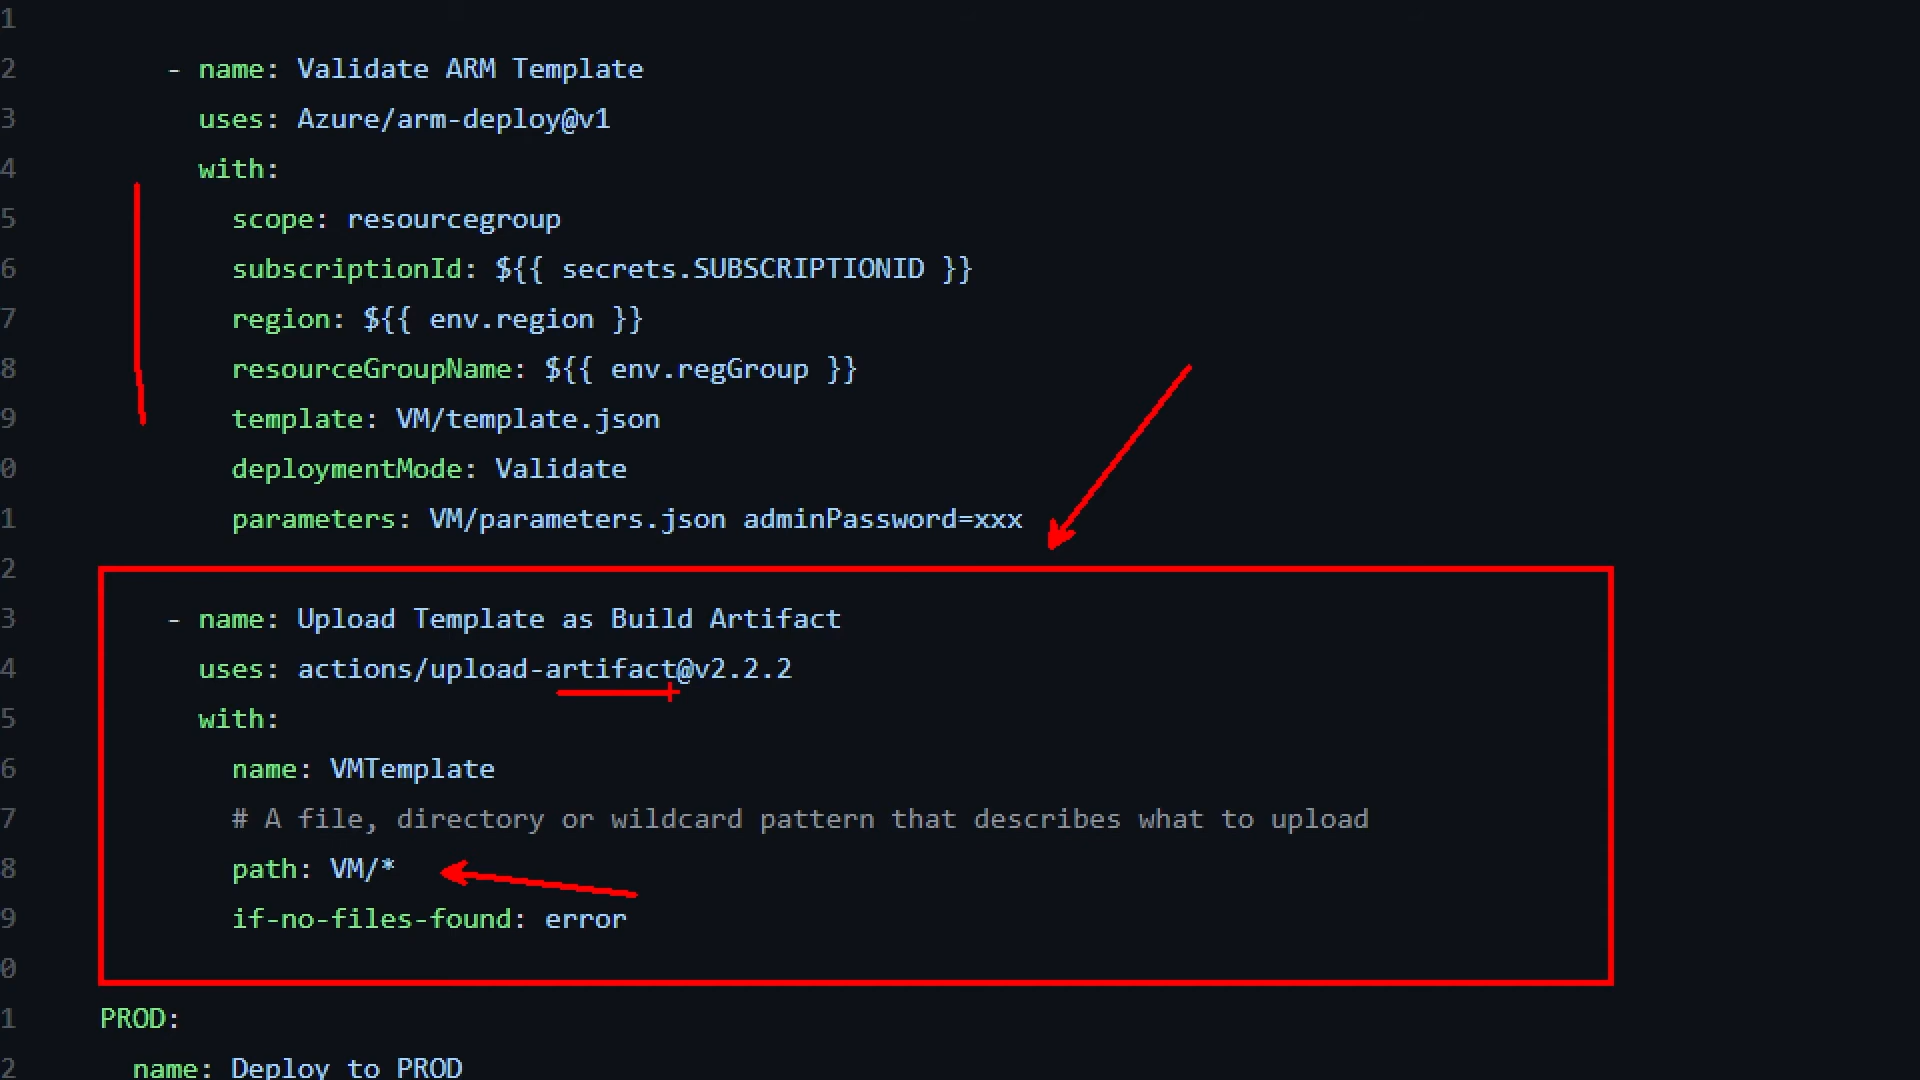 1
2 - name: Validate ARM Template
3 uses: Azure/arm-deploy@v1
4 with:
5 scope: resourcegroup
6 subscriptionId: ${{ secrets.SUBSCRIPTIONID }}
7 region: ${{ env.region }}
8 resourceGroupName: ${{ env.regGroup }}
9 template: VM/template.json
0 deploymentMode: Validate
1 parameters: VM/parameters.json adminPassword=xxx
2
3 - name: Upload Template as Build Artifact
4 uses: actions/upload-artifact@v2.2.2
5 with:
6 name: VMTemplate
7 # A file, directory or wildcard pattern that describes what to upload
8 path: VM/*
9 if-no-files-found: error
0
1 PROD:
2 name: Deploy to PROD